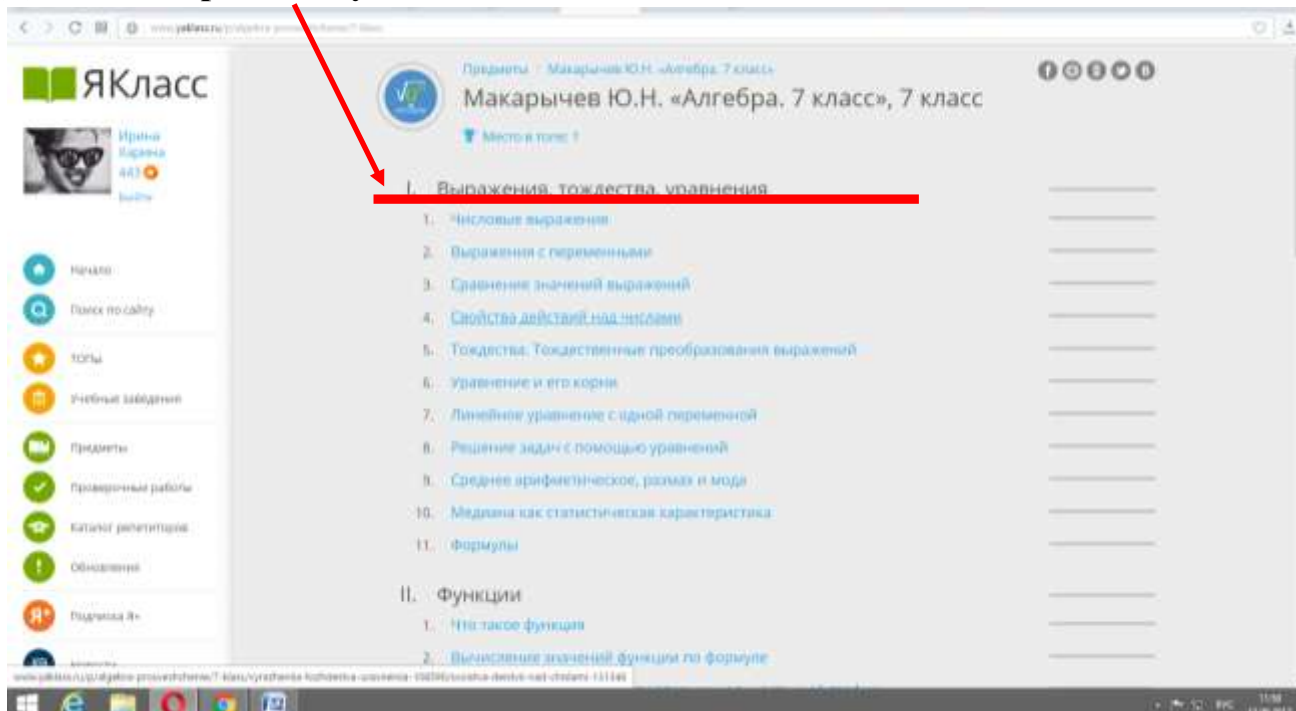 ЯКласс
Предметы Макарычев Ю.Н. «Алгебра. 7 класс»
Макарычев Ю.Н. «Алгебра. 7 класс», 7 класс
Место в топе:
Ирина
443
Выйти
Начало
Поиск по сайту
ТОПы
Учебные заведения
Предметы
Проверочные работы
Каталог репетиторов
Обновления
Подписка Я+
Новости
I. Выражения, тождества, уравнения
1. Числовые выражения
2. Выражения с переменными
3. Сравнение значений выражений
4. Свойства действий над числами
5. Тождества. Тождественные преобразования выражений
6. Уравнение и его корни
7. Линейное уравнение с одной переменной
8. Решение задач с помощью уравнений
9. Среднее арифметическое, размах и мода
10. Медиана как статистическая характеристика
11. Формулы
II. Функции
1. Что такое функция
2. Вычисление значений функции по формуле